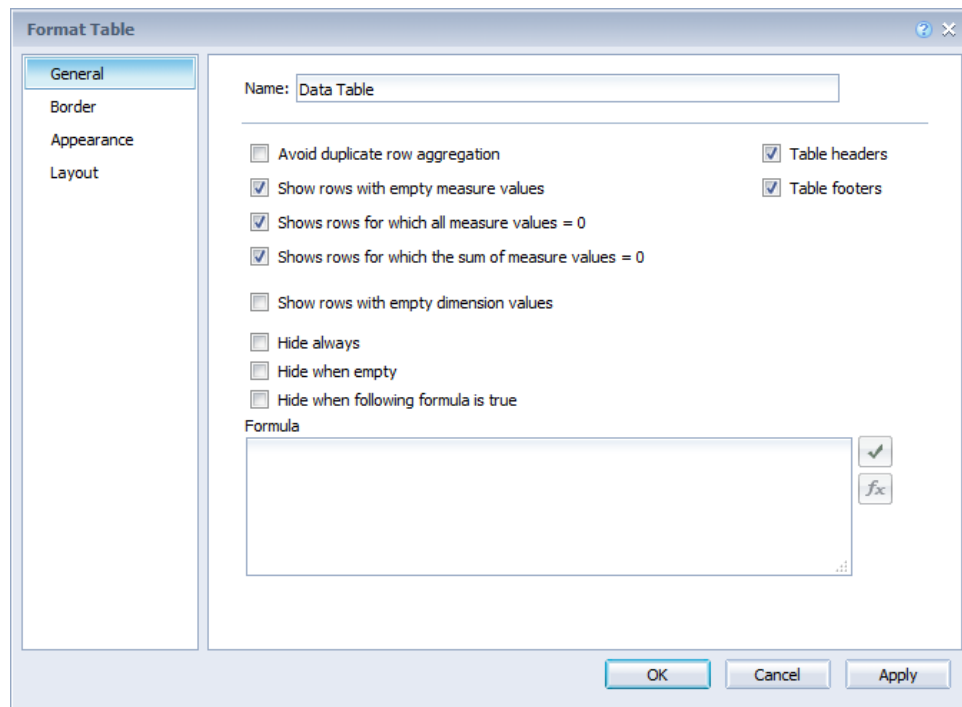 Format Table
General
Border
Appearance
Layout
Name: Data Table
Avoid duplicate row aggregation
Table headers
Show rows with empty measure values
Table footers
Shows rows for which all measure values = 0
Shows rows for which the sum of measure values = 0
Show rows with empty dimension values
Hide always
Hide when empty
Hide when following formula is true
Formula
fx
OK
Cancel
Apply